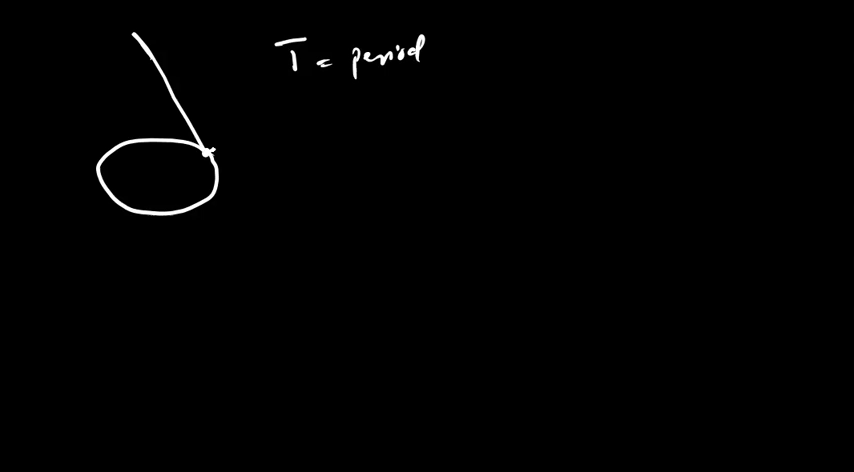 T = period